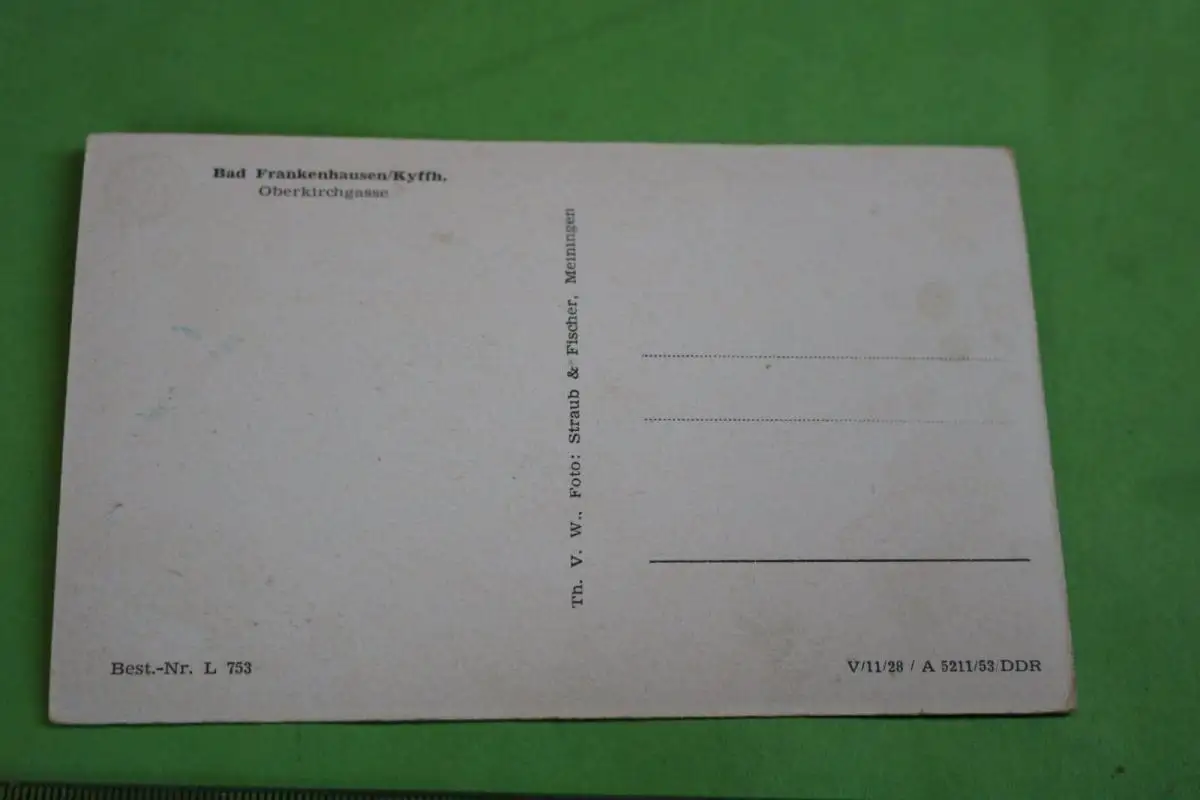 Bad Frankenhausen/Kyffh.
Oberkirchgasse
Th. V. W., Foto: Straub & Fischer, Meiningen
Best.-Nr. L 753
V/11/28 / A 5211/53/DDR